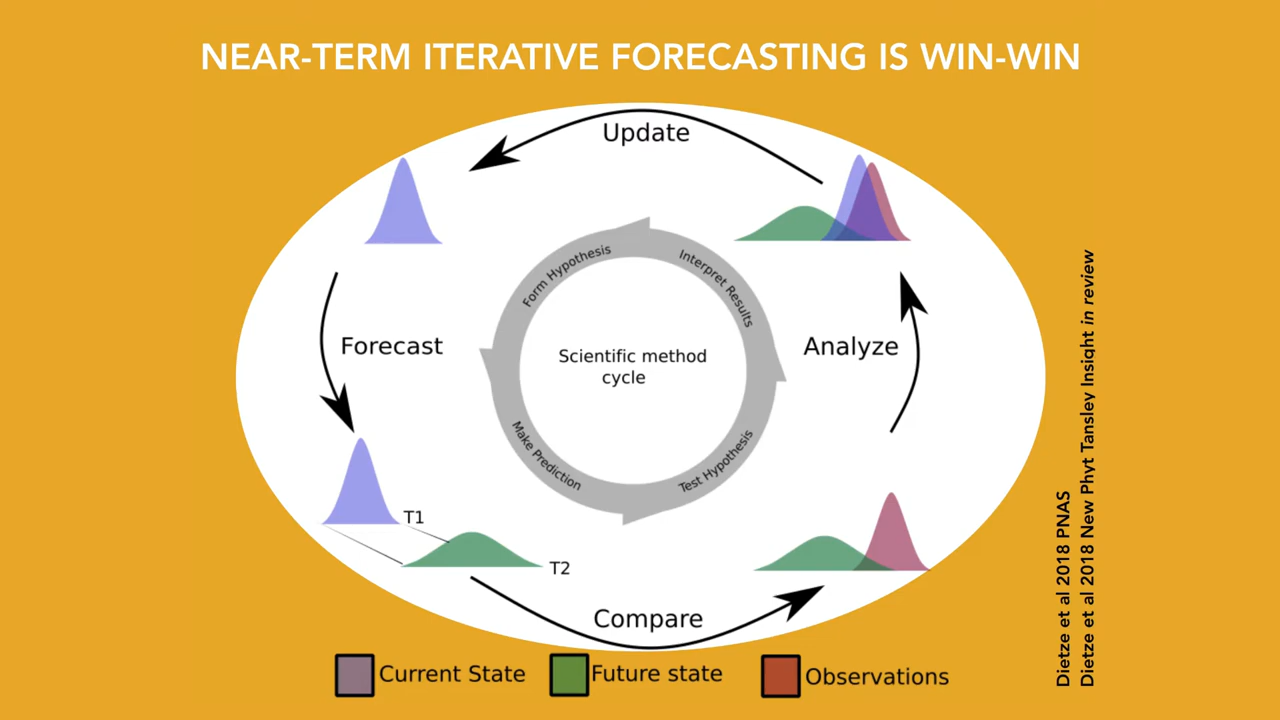 NEAR-TERM ITERATIVE FORECASTING IS WIN-WIN
Update
Form Hypothesis
Interpret Results
Forecast
Scientific method
cycle
Analyze
Make Prediction
Test Hypothesis
T1
T2
Compare
Current State
Future state
Observations
Dietze et al 2018 PNAS
Dietze et al 2018 New Phyt Tansley Insight in review